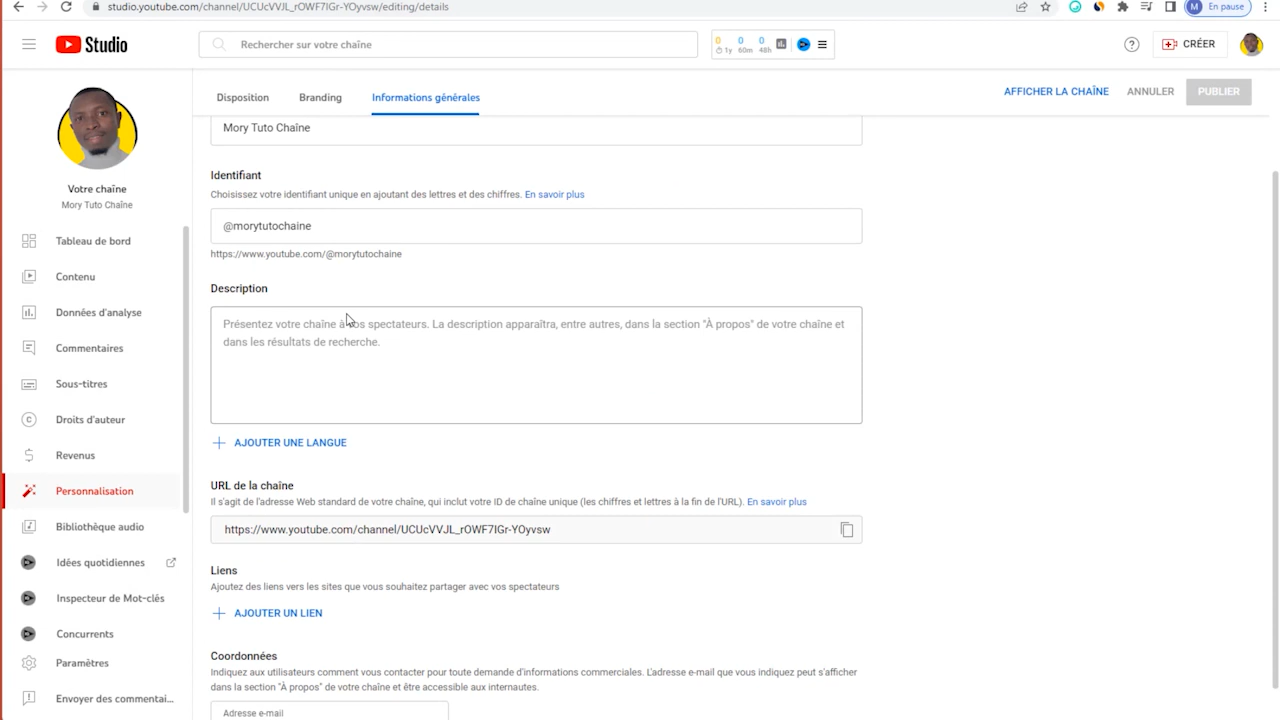 studio.youtube.com/channel/UCUcVVJL_rOWF7IGr-YOyvsw/editing/details
M En pause
Studio
Rechercher sur votre chaîne
0 0 0
1y 60m 48h
CRÉER
Disposition
Branding
Informations générales
AFFICHER LA CHAÎNE
ANNULER
PUBLIER
Votre chaîne
Mory Tuto Chaîne
Tableau de bord
Contenu
Données d'analyse
Commentaires
Sous-titres
Droits d'auteur
Revenus
Personnalisation
Bibliothèque audio
Idées quotidiennes
Inspecteur de Mot-clés
Concurrents
Paramètres
Envoyer des commentai...
Mory Tuto Chaîne
Identifiant
Choisissez votre identifiant unique en ajoutant des lettres et des chiffres. En savoir plus
@morytutochaine
https://www.youtube.com/@morytutochaine
Description
Présentez votre chaîne à vos spectateurs. La description apparaîtra, entre autres, dans la section "À propos" de votre chaîne et
dans les résultats de recherche.
AJOUTER UNE LANGUE
URL de la chaîne
Il s'agit de l'adresse Web standard de votre chaîne, qui inclut votre ID de chaîne unique (les chiffres et lettres à la fin de l'URL). En savoir plus
https://www.youtube.com/channel/UCUcVVJL_rOWF7IGr-YOyvsw
Liens
Ajoutez des liens vers les sites que vous souhaitez partager avec vos spectateurs
AJOUTER UN LIEN
Coordonnées
Indiquez aux utilisateurs comment vous contacter pour toute demande d'informations commerciales. L'adresse e-mail que vous indiquez peut s'afficher
dans la section "À propos" de votre chaîne et être accessible aux internautes.
Adresse e-mail